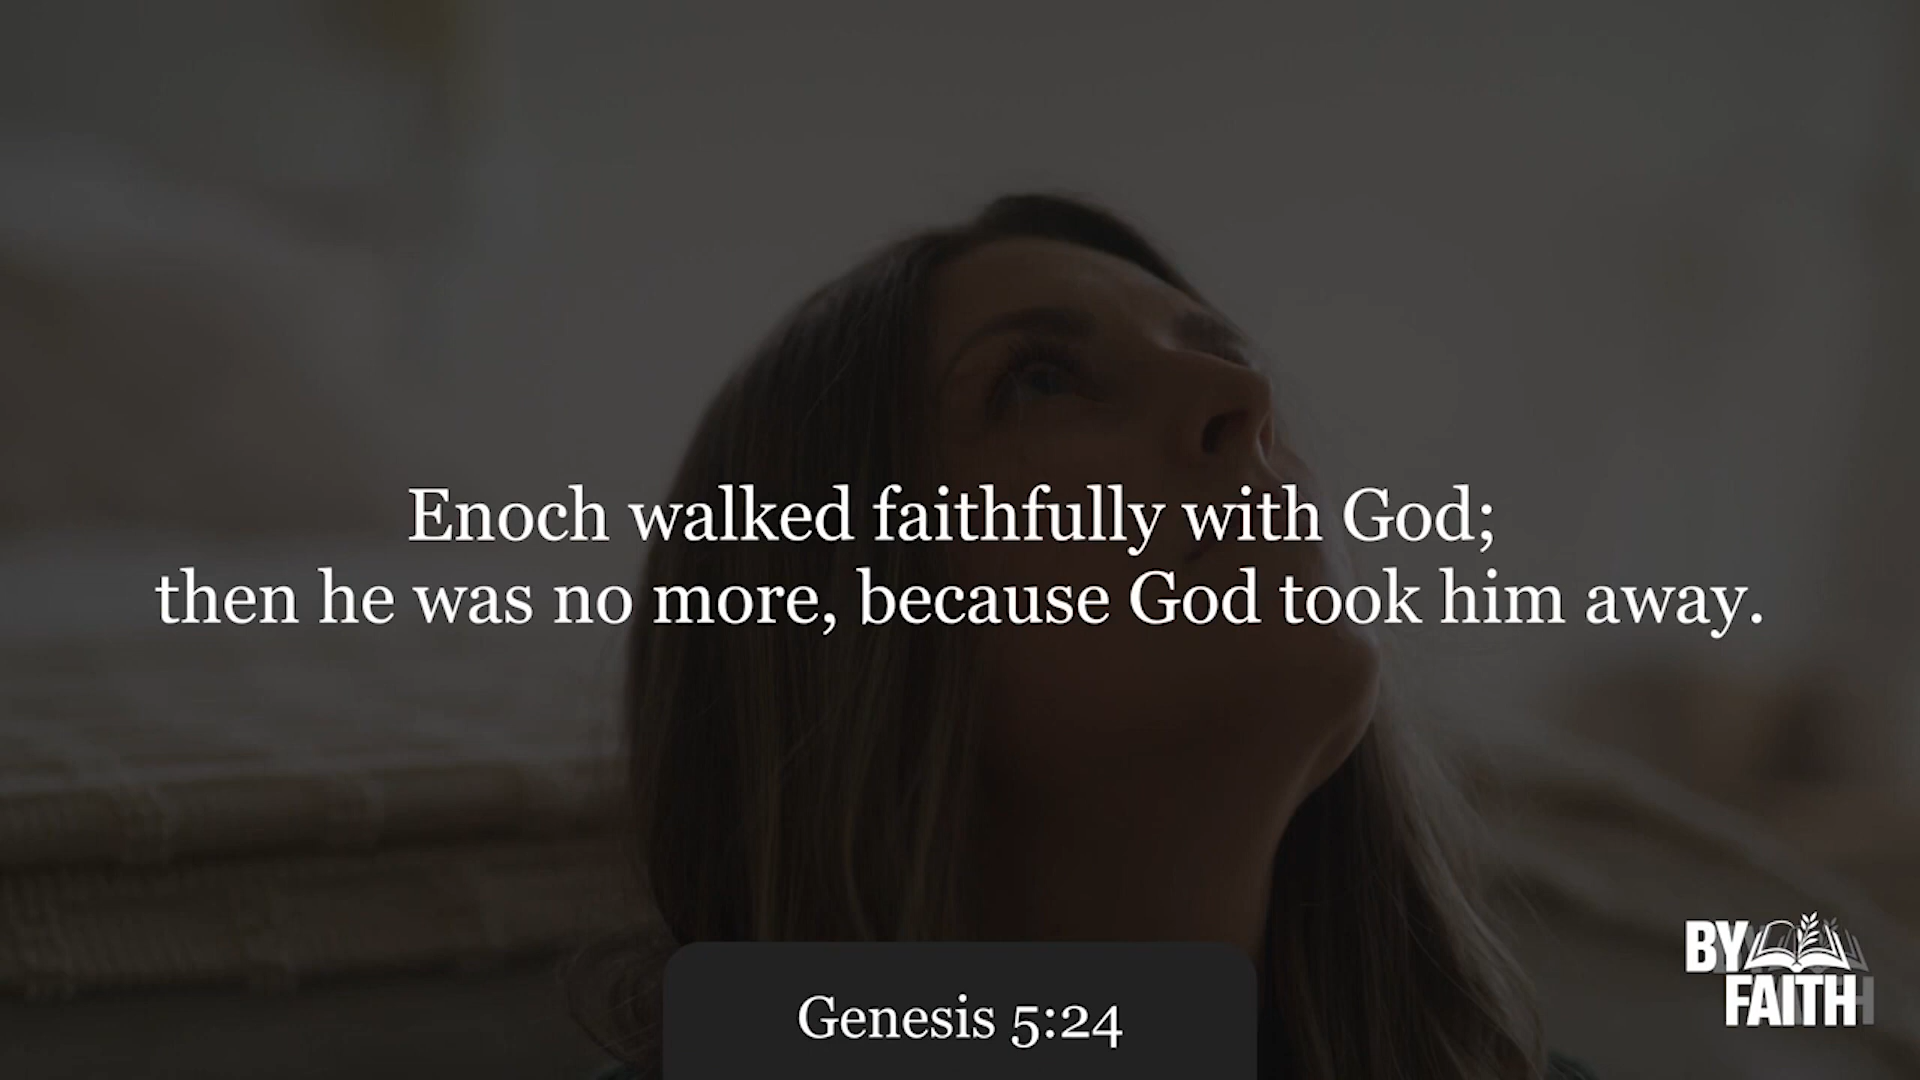 Enoch walked faithfully with God;
then he was no more, because God took him away.
Genesis 5:24
BY
FAITH